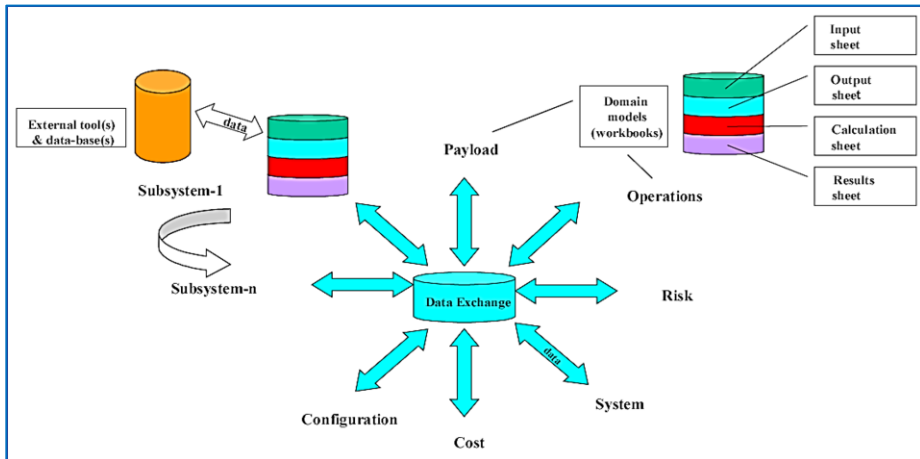 Input
sheet
Output
sheet
Calculation
sheet
Results
sheet
Domain
models
(workbooks)
External tool(s)
& data-base(s)
data
Payload
Subsystem-1
Operations
Subsystem-n
Data Exchange
Risk
data
Configuration
System
Cost